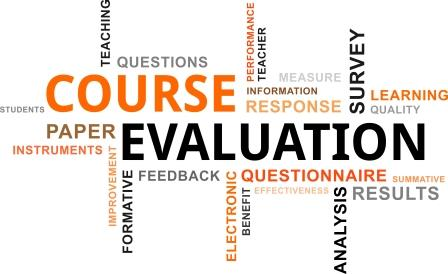 TEACHING
PERFORMANCE
TEACHER
SURVEY
QUESTIONS
MEASURE
COURSE
INFORMATION
LEARNING
STUDENTS
RESPONSE
QUALITY
PAPER
EVALUATION
INSTRUMENTS
IMPROVEMENT
FORMATIVE
FEEDBACK
ELECTRONIC
BENEFIT
QUESTIONNAIRE
SUMMATIVE
EFFECTIVENESS
ANALYSIS
RESULTS